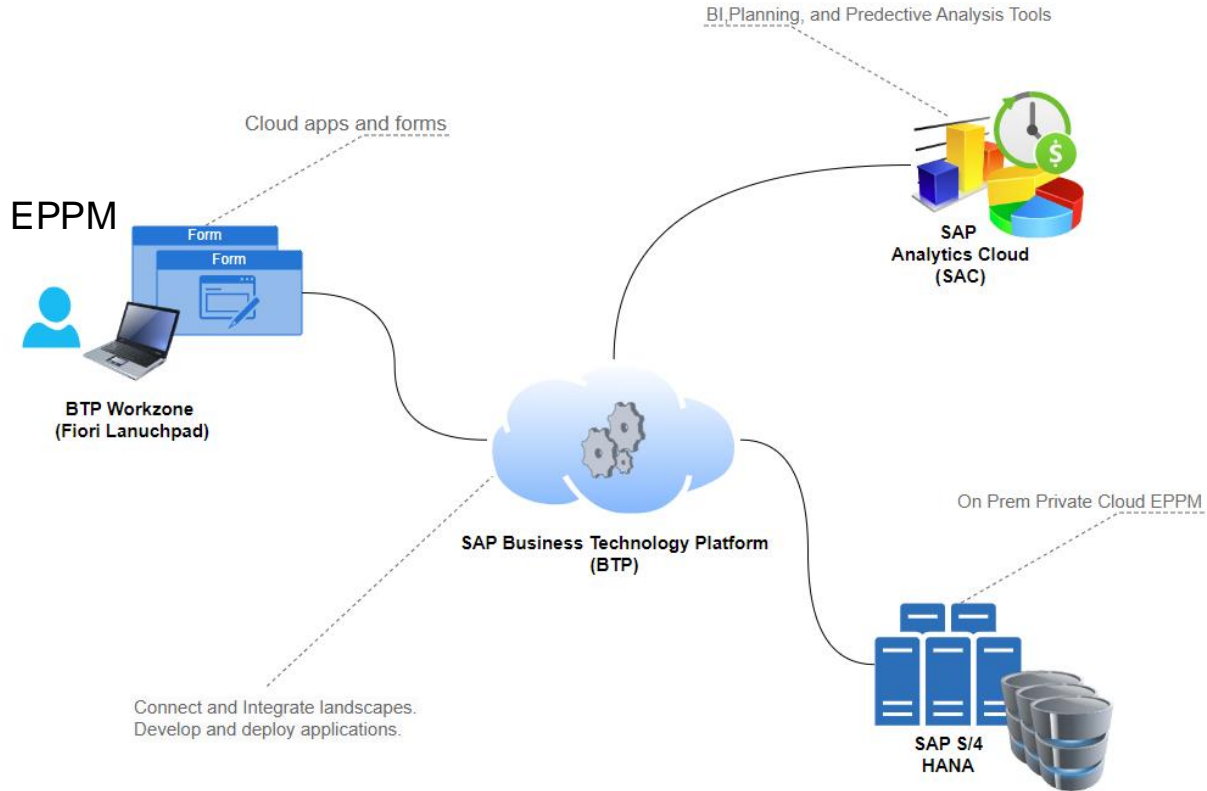 BI,Planning, and Predective Analysis Tools
Cloud apps and forms
EPPM
Form
Form
SAP
Analytics Cloud
(SAC)
$
BTP Workzone
(Fiori Lanuchpad)
On Prem Private Cloud EPPM
SAP Business Technology Platform
(BTP)
Connect and Integrate landscapes.
Develop and deploy applications.
SAP S/4
HANA